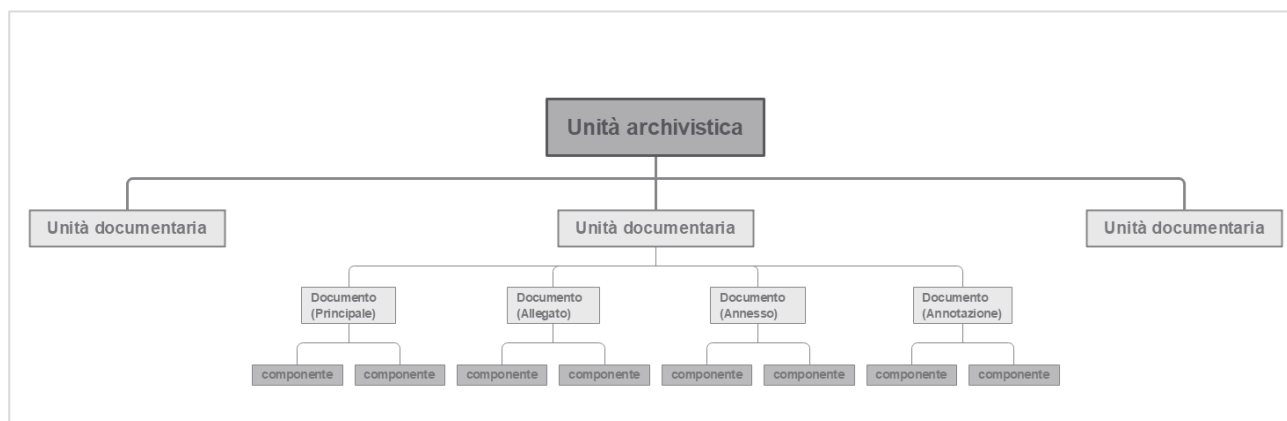 Unità archivistica
Unità documentaria
Unità documentaria
Unità documentaria
Documento
(Principale)
Documento
(Allegato)
Documento
(Annesso)
Documento
(Annotazione)
componente
componente
componente
componente
componente
componente
componente
componente